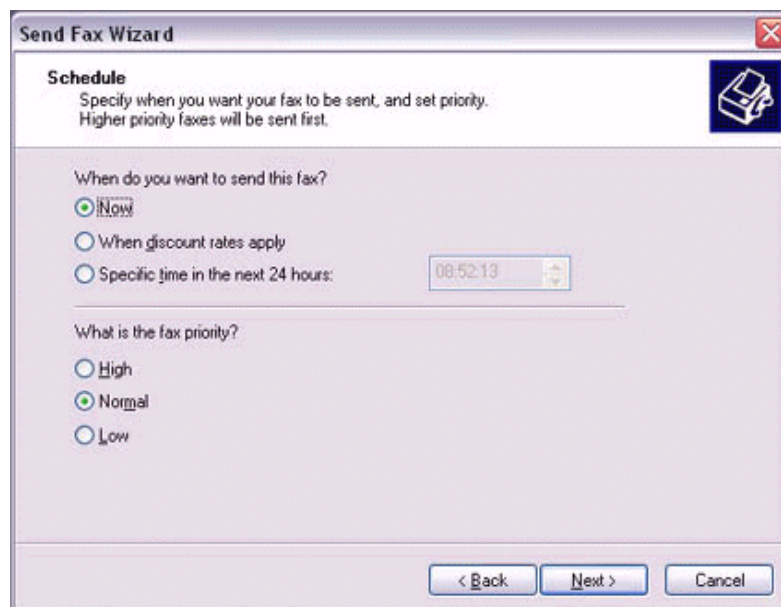 Send Fax Wizard
Schedule
Specify when you want your fax to be sent, and set priority.
Higher priority faxes will be sent first.
When do you want to send this fax?
Now
When discount rates apply
Specific time in the next 24 hours:
08:52:13
What is the fax priority?
High
Normal
Low
< Back
Next >
Cancel